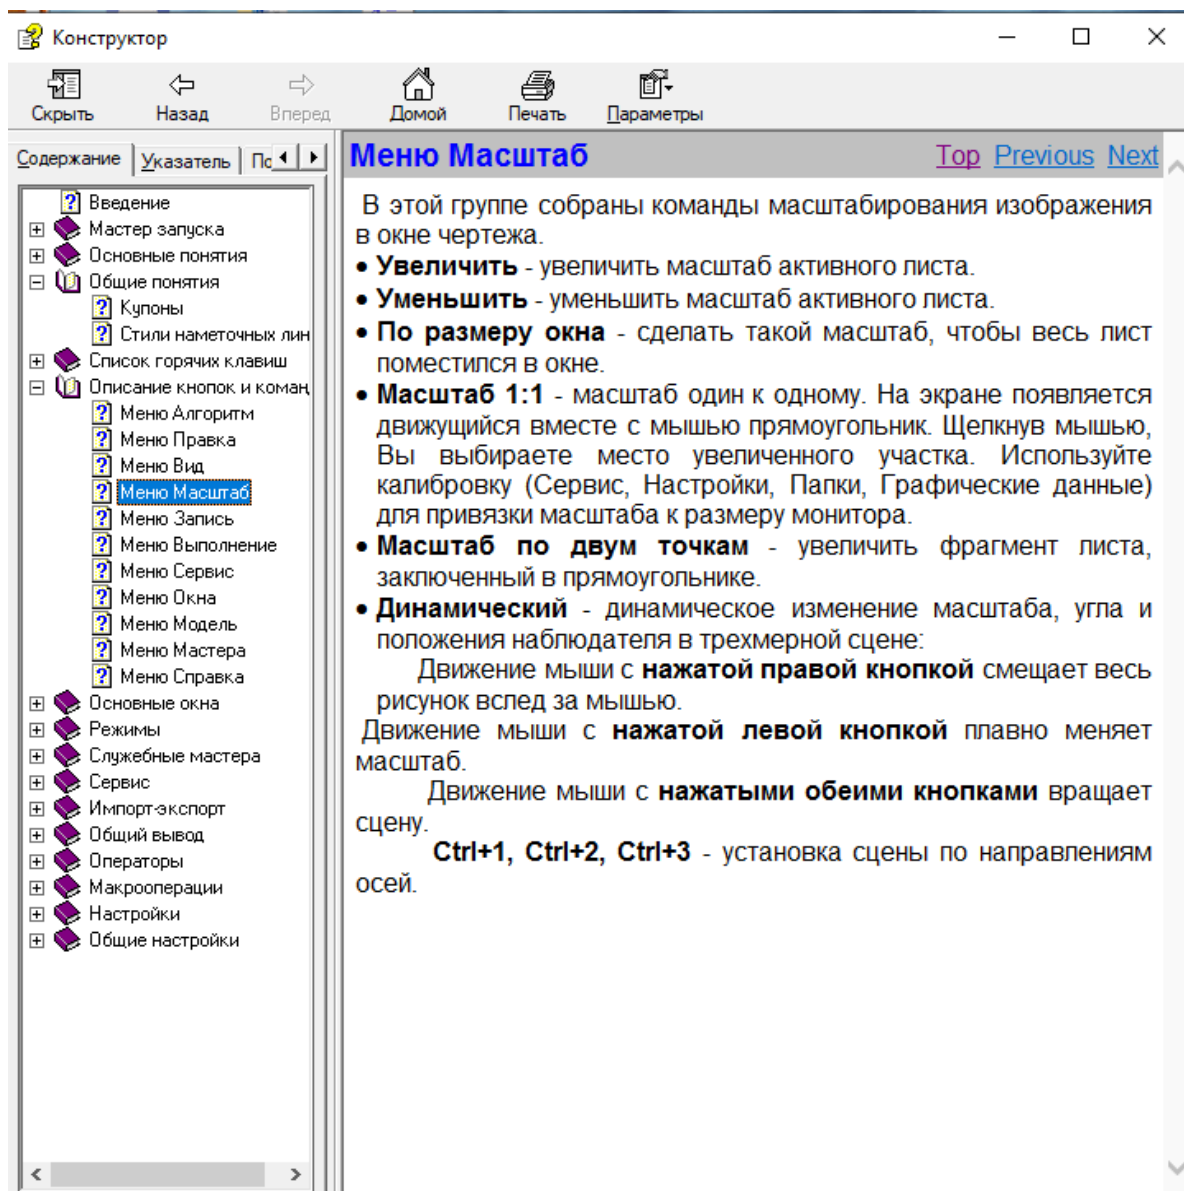 Конструктор
Скрыть Назад Вперед Домой Печать Параметры
Содержание Указатель По
Введение
Мастер запуска
Основные понятия
Общие понятия
Купоны
Стили наметочных лин
Список горячих клавиш
Описание кнопок и коман
Меню Алгоритм
Меню Правка
Меню Вид
Меню Масштаб
Меню Запись
Меню Выполнение
Меню Сервис
Меню Окна
Меню Модель
Меню Мастера
Меню Справка
Основные окна
Режимы
Служебные мастера
Сервис
Импорт-экспорт
Общий вывод
Операторы
Макрооперации
Настройки
Общие настройки
Меню Масштаб Top Previous Next
В этой группе собраны команды масштабирования изображения
в окне чертежа.
• Увеличить - увеличить масштаб активного листа.
• Уменьшить - уменьшить масштаб активного листа.
• По размеру окна - сделать такой масштаб, чтобы весь лист
поместился в окне.
• Масштаб 1:1 - масштаб один к одному. На экране появляется
движущийся вместе с мышью прямоугольник. Щелкнув мышью,
Вы выбираете место увеличенного участка. Используйте
калибровку (Сервис, Настройки, Папки, Графические данные)
для привязки масштаба к размеру монитора.
• Масштаб по двум точкам - увеличить фрагмент листа,
заключенный в прямоугольнике.
• Динамический - динамическое изменение масштаба, угла и
положения наблюдателя в трехмерной сцене:
Движение мыши с нажатой правой кнопкой смещает весь
рисунок вслед за мышью.
Движение мыши с нажатой левой кнопкой плавно меняет
масштаб.
Движение мыши с нажатыми обеими кнопками вращает
сцену.
Ctrl+1, Ctrl+2, Ctrl+3 - установка сцены по направлениям
осей.